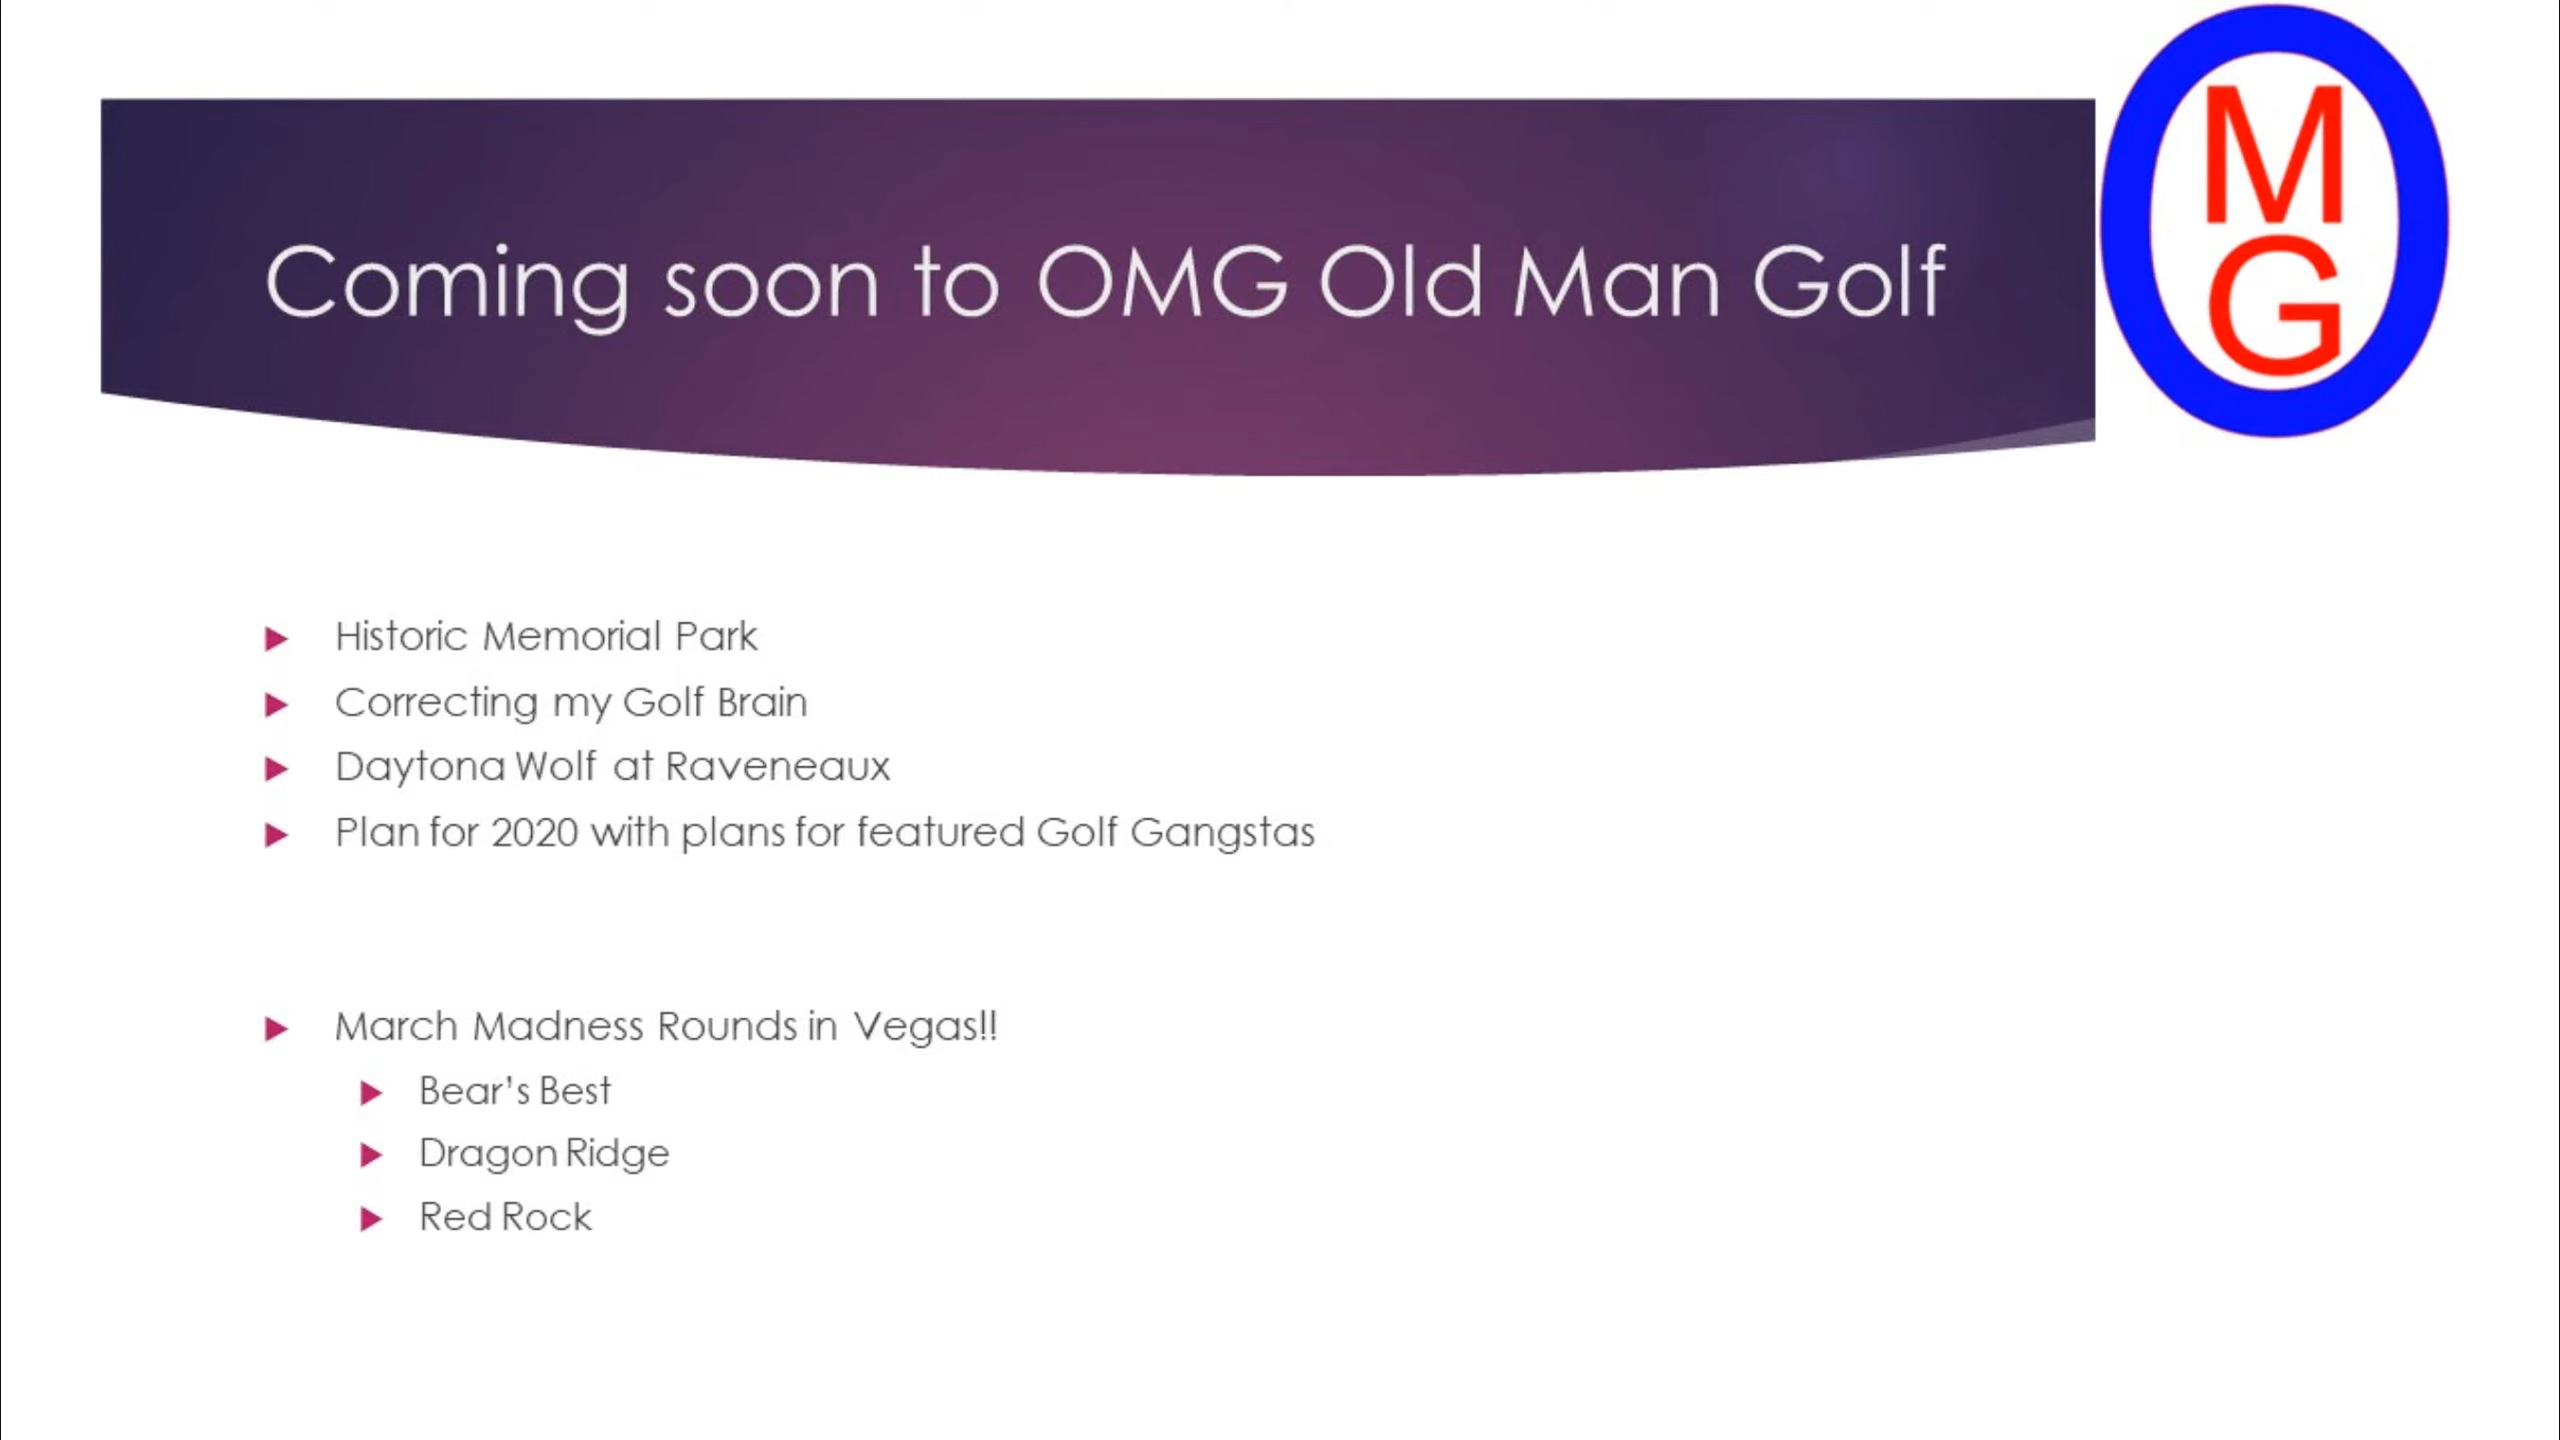 Coming soon to OMG Old Man Golf
O
M
G
Historic Memorial Park
Correcting my Golf Brain
Daytona Wolf at Raveneaux
Plan for 2020 with plans for featured Golf Gangstas
March Madness Rounds in Vegas!!
Bear's Best
Dragon Ridge
Red Rock